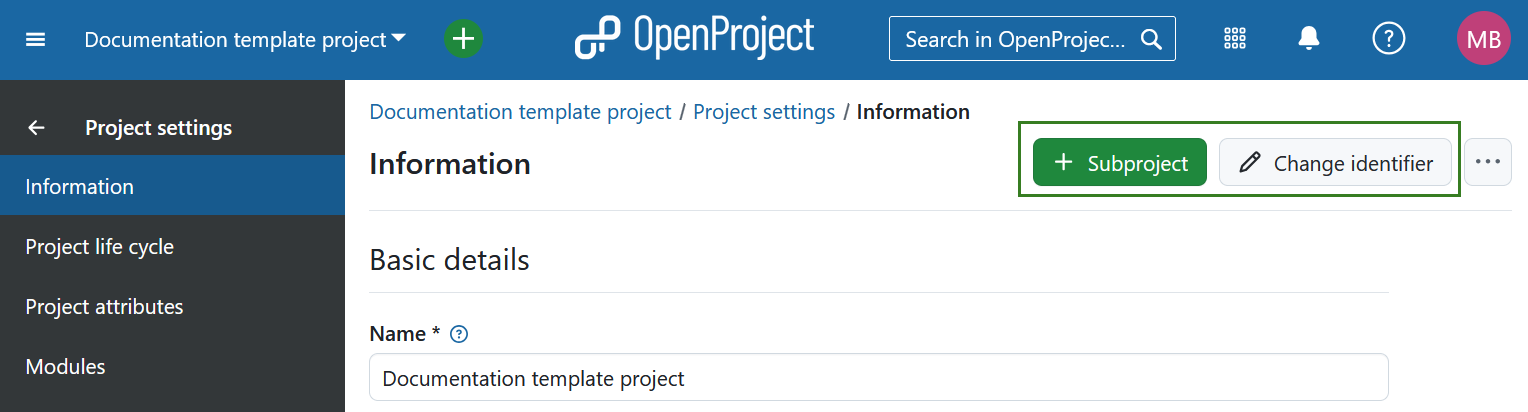 Documentation template project
OpenProject
Search in OpenProjec...
MB
Project settings
Information
Project life cycle
Project attributes
Modules
Documentation template project / Project settings / Information
Information
+ Subproject
Change identifier
...
Basic details
Name * ?
Documentation template project